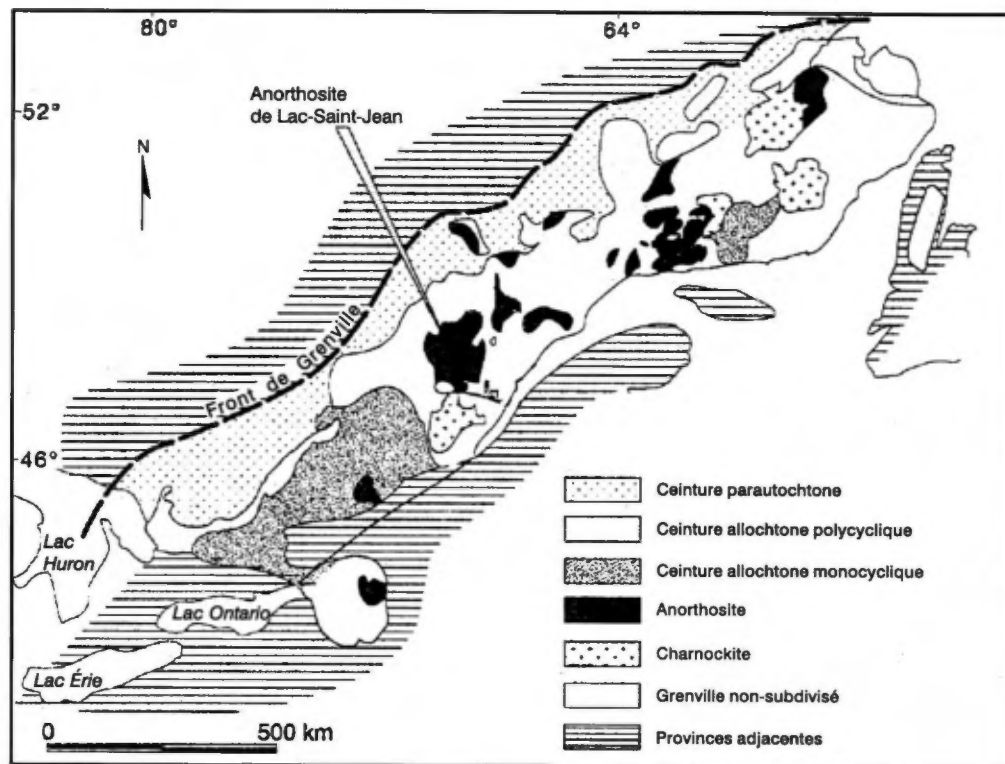 80°
64°
52°
Anorthosite
de Lac-Saint-Jean
N
Front de Grenville
46°
Lac
Huron
Lac Ontario
Lac Érie
0 500 km
Ceinture parautochtone
Ceinture allochtone polycyclique
Ceinture allochtone monocyclique
Anorthosite
Charnockite
Grenville non-subdivisé
Provinces adjacentes